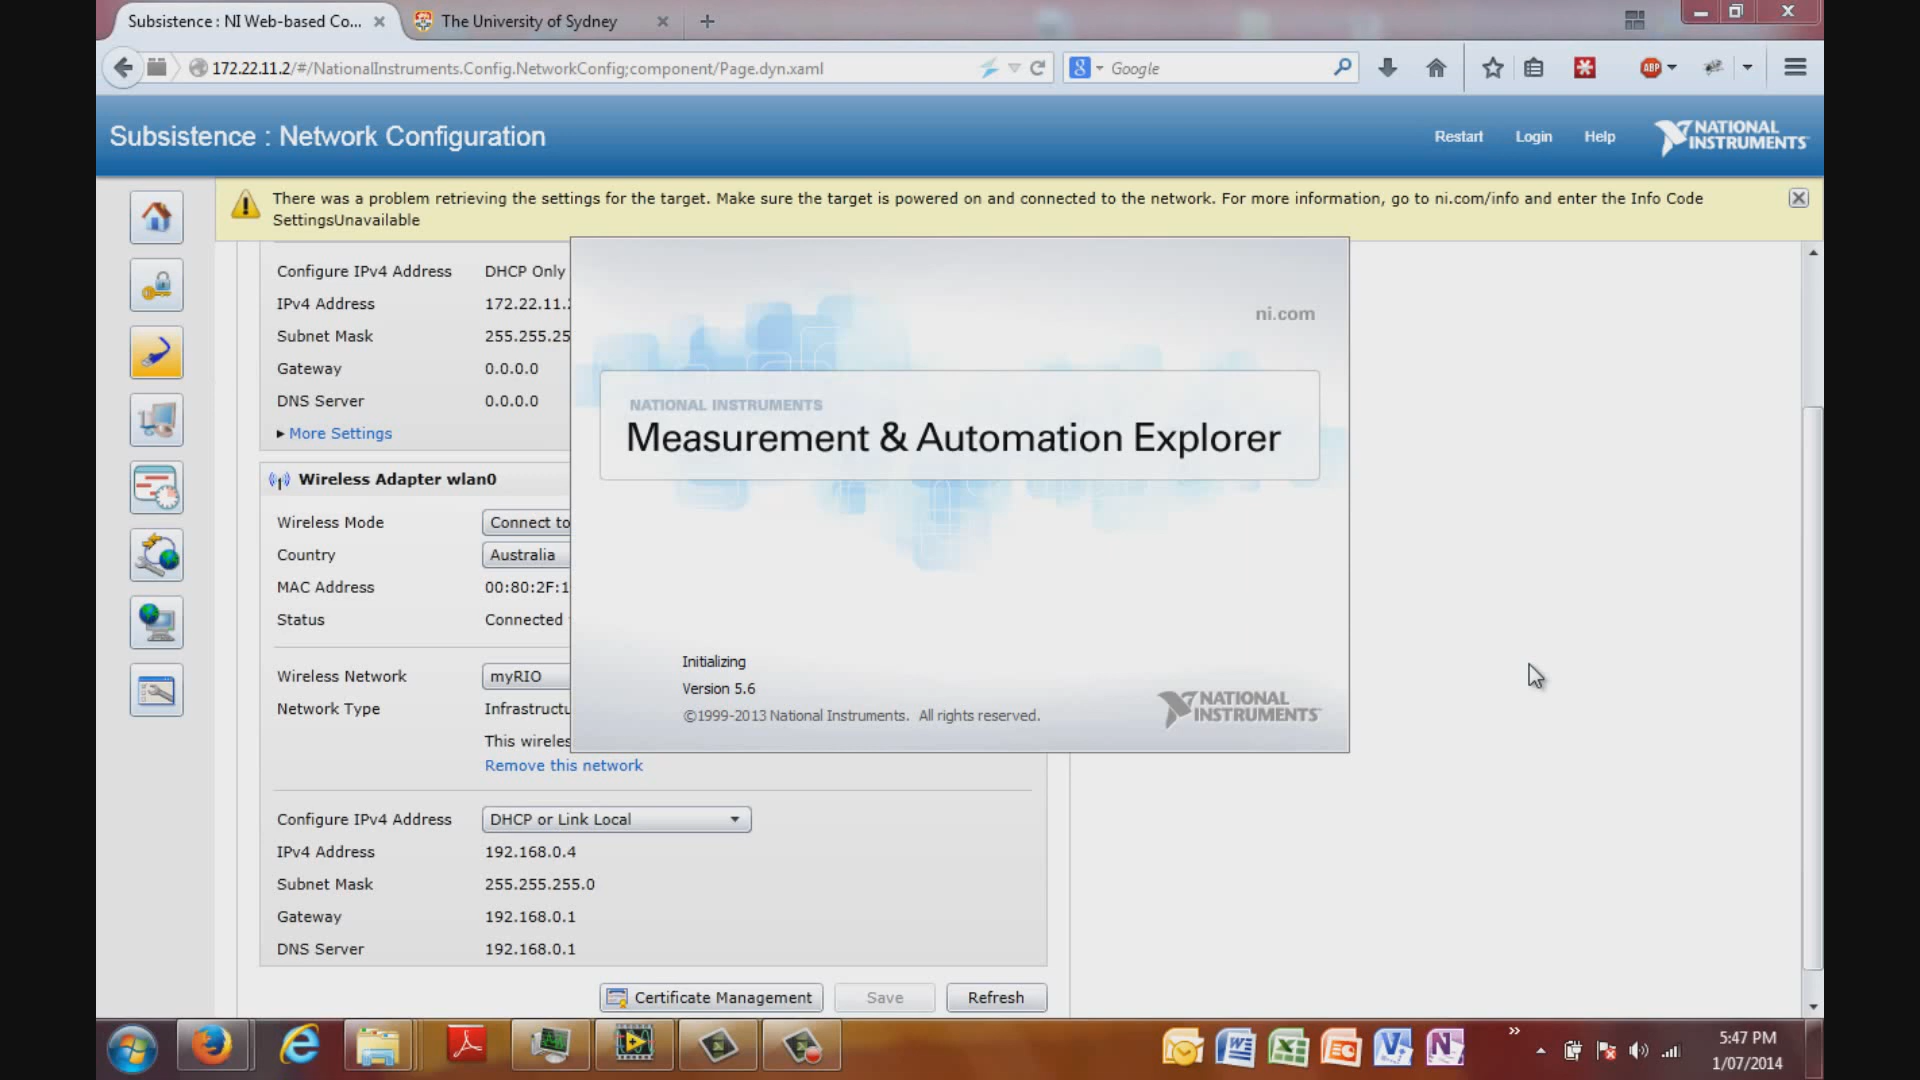 Subsistence : NI Web-based Co...
The University of Sydney
172.22.11.2/#/NationalInstruments.Config.NetworkConfig;component/Page.dyn.xaml
Google
ABP
Subsistence : Network Configuration
Restart
Login
Help
NATIONAL
INSTRUMENTS
There was a problem retrieving the settings for the target. Make sure the target is powered on and connected to the network. For more information, go to ni.com/info and enter the Info Code
SettingsUnavailable
Configure IPv4 Address DHCP Only
IPv4 Address 172.22.11.
Subnet Mask 255.255.25
Gateway 0.0.0.0
DNS Server 0.0.0.0
More Settings
Wireless Adapter wlan0
Wireless Mode Connect to
Country Australia
MAC Address 00:80:2F:1
Status Connected
Wireless Network myRIO
Network Type Infrastructu
This wireles
Remove this network
Configure IPv4 Address DHCP or Link Local
IPv4 Address 192.168.0.4
Subnet Mask 255.255.255.0
Gateway 192.168.0.1
DNS Server 192.168.0.1
Certificate Management
Save
Refresh
ni.com
NATIONAL INSTRUMENTS
Measurement & Automation Explorer
Initializing
Version 5.6
©1999-2013 National Instruments. All rights reserved.
NATIONAL
INSTRUMENTS
5:47 PM
1/07/2014